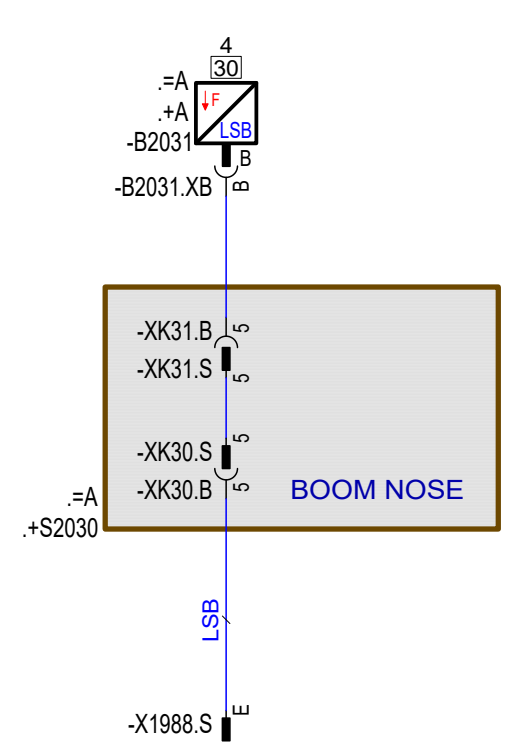 4
30
.=A
F
.+A
LSB
-B2031
B
-B2031.XB
B
-XK31.B
5
-XK31.S
5
-XK30.S
5
-XK30.B
5
BOOM NOSE
.=A
.+S2030
LSB
-X1988.S
E